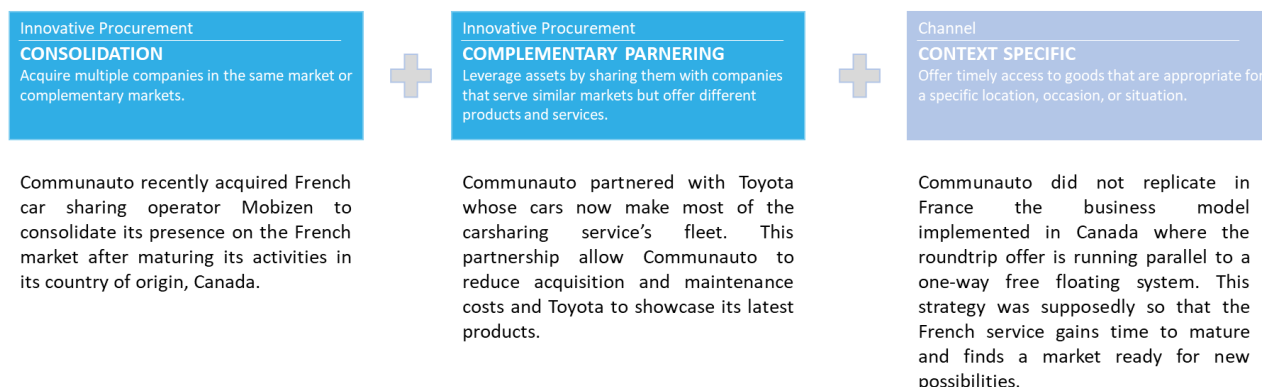 Innovative Procurement
CONSOLIDATION
Acquire multiple companies in the same market or
complementary markets.
Communauto recently acquired French
car sharing operator Mobizen to
consolidate its presence on the French
market after maturing its activities in
its country of origin, Canada.
Innovative Procurement
COMPLEMENTARY PARNERING
Leverage assets by sharing them with companies
that serve similar markets but offer different
products and services.
Communauto partnered with Toyota
whose cars now make most of the
carsharing service’s fleet. This
partnership allow Communauto to
reduce acquisition and maintenance
costs and Toyota to showcase its latest
products.
Channel
CONTEXT SPECIFIC
Offer timely access to goods that are appropriate for
a specific location, occasion, or situation.
Communauto did not replicate in
France the business model
implemented in Canada where the
roundtrip offer is running parallel to a
one-way free floating system. This
strategy was supposedly so that the
French service gains time to mature
and finds a market ready for new
possibilities.